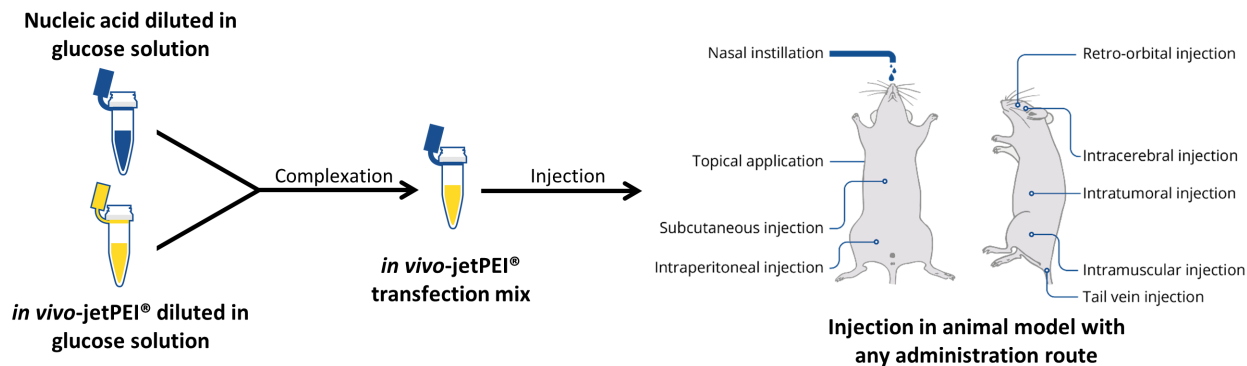 Nucleic acid diluted in
glucose solution
in vivo-jetPEI® diluted in
glucose solution
Complexation
in vivo-jetPEI®
transfection mix
Injection
Nasal instillation
Topical application
Subcutaneous injection
Intraperitoneal injection
Retro-orbital injection
Intracerebral injection
Intratumoral injection
Intramuscular injection
Tail vein injection
Injection in animal model with
any administration route